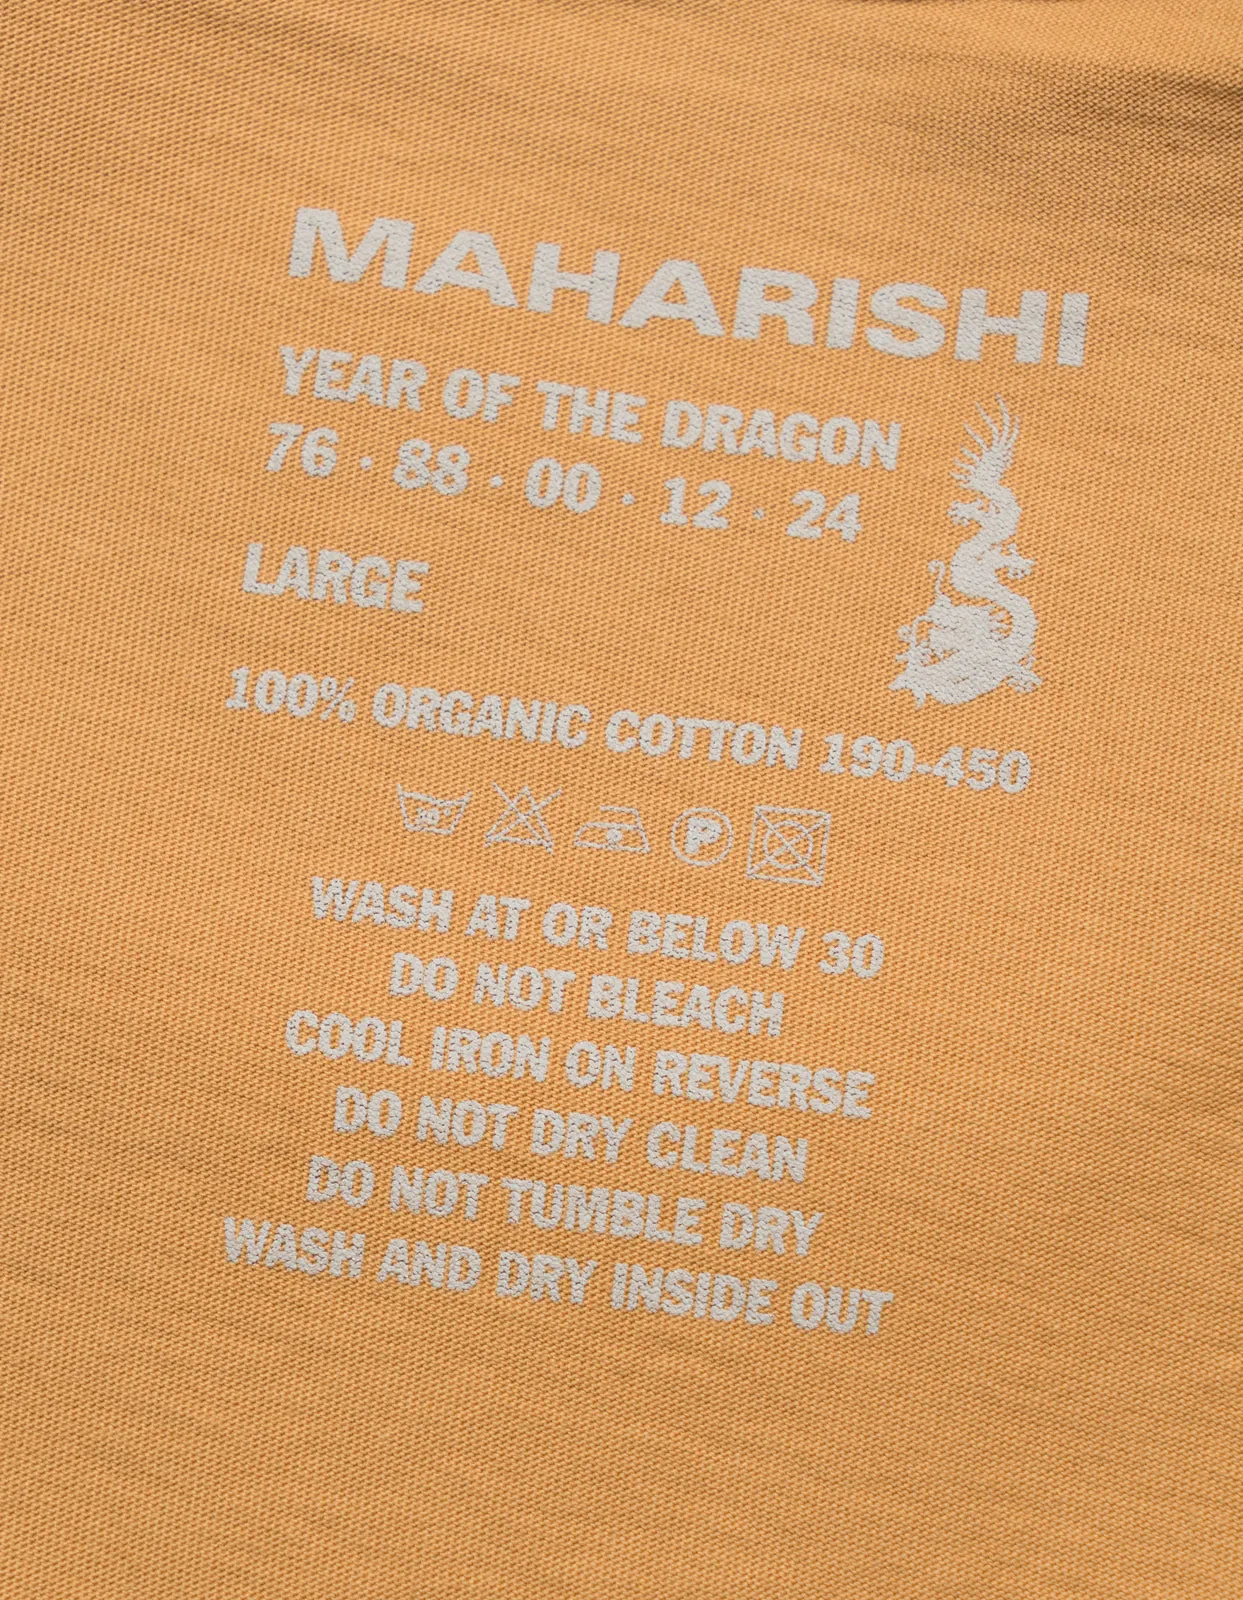 MAHARISHI
YEAR OF THE DRAGON
76 · 88 · 00 · 12 · 24
LARGE
100% ORGANIC COTTON 190-450
30°
P
WASH AT OR BELOW 30
DO NOT BLEACH
COOL IRON ON REVERSE
DO NOT DRY CLEAN
DO NOT TUMBLE DRY
WASH AND DRY INSIDE OUT